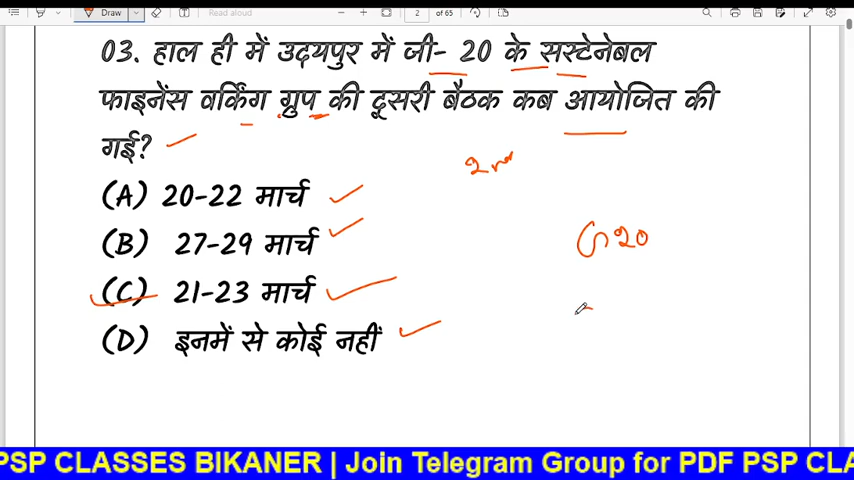 Draw
Read aloud
2
of 65
03. हाल ही में उदयपुर में जी- 20 के सस्टेनेबल
फाइनेंस वर्किंग ग्रुप की दूसरी बैठक कब आयोजित की
गई?
2nd
(A) 20-22 मार्च
(B) 27-29 मार्च
G20
(C) 21-23 मार्च
(D) इनमें से कोई नहीं
PSP CLASSES BIKANER | Join Telegram Group for PDF PSP CLA